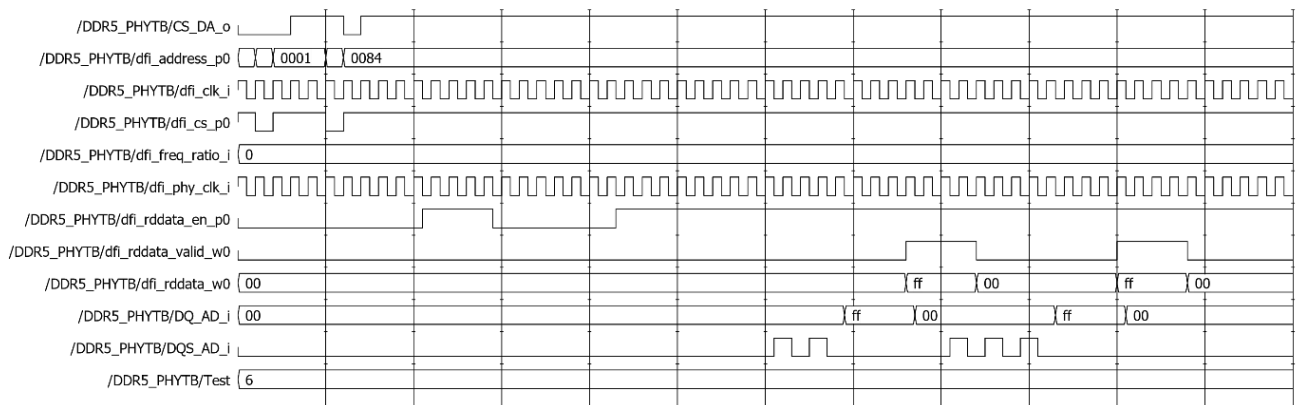 /DDR5_PHYTB/CS_DA_o
/DDR5_PHYTB/dfi_address_p0 0001 0084
/DDR5_PHYTB/dfi_clk_i
/DDR5_PHYTB/dfi_cs_p0
/DDR5_PHYTB/dfi_freq_ratio_i 0
/DDR5_PHYTB/dfi_phy_clk_i
/DDR5_PHYTB/dfi_rddata_en_p0
/DDR5_PHYTB/dfi_rddata_valid_w0
/DDR5_PHYTB/dfi_rddata_w0 00 ff 00 ff 00
/DDR5_PHYTB/DQ_AD_i 00 ff 00 ff 00
/DDR5_PHYTB/DQS_AD_i
/DDR5_PHYTB/Test 6